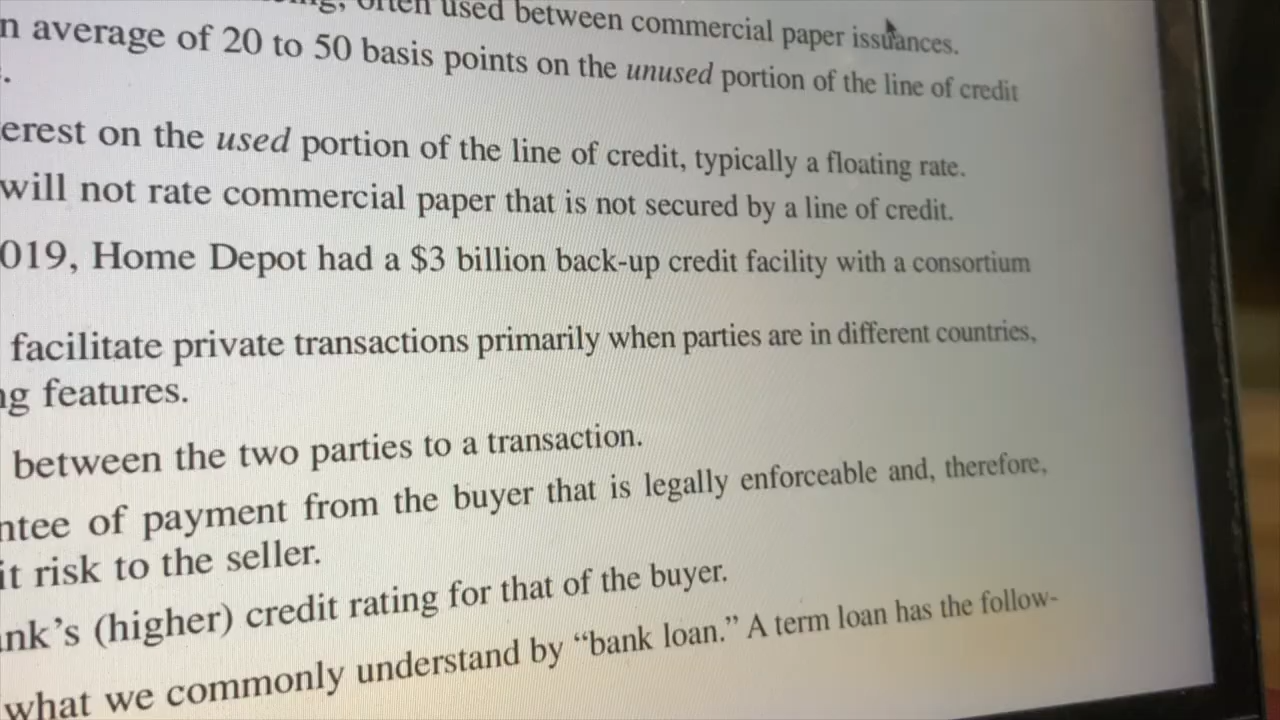 often used between commercial paper issuances.
average of 20 to 50 basis points on the unused portion of the line of credit
on the used portion of the line of credit, typically a floating rate.
will not rate commercial paper that is not secured by a line of credit.
019, Home Depot had a $3 billion back-up credit facility with a consortium
facilitate private transactions primarily when parties are in different countries,
features.
between the two parties to a transaction.
of payment from the buyer that is legally enforceable and, therefore,
risk to the seller.
(higher) credit rating for that of the buyer.
what we commonly understand by “bank loan.” A term loan has the follow-